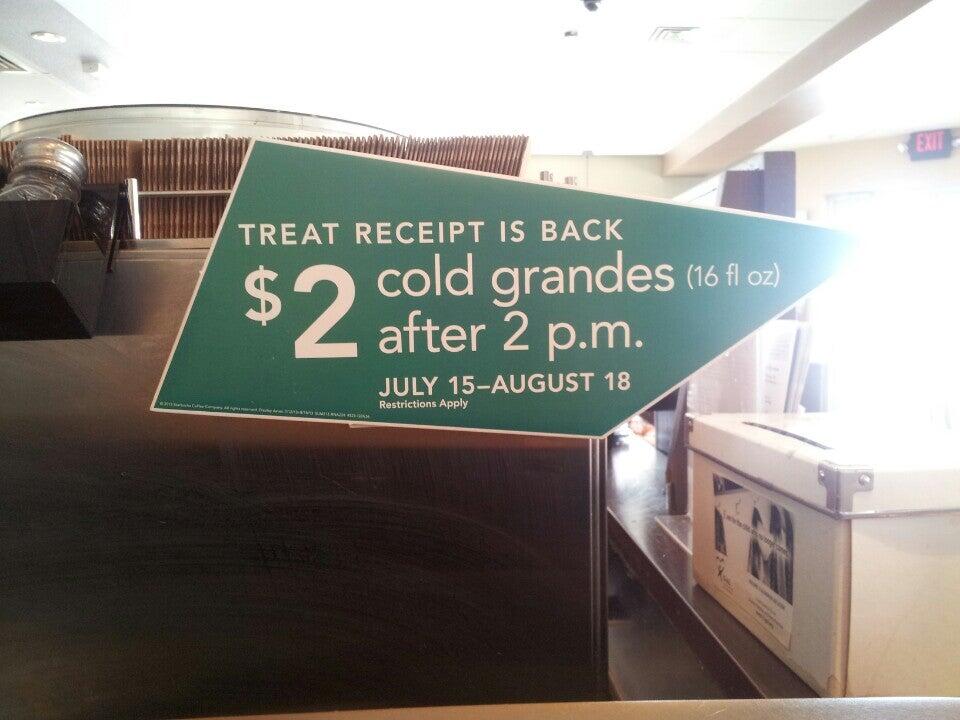 TREAT RECEIPT IS BACK
$2 cold grandes (16 fl oz)
after 2 p.m.
JULY 15–AUGUST 18
Restrictions Apply
EXIT